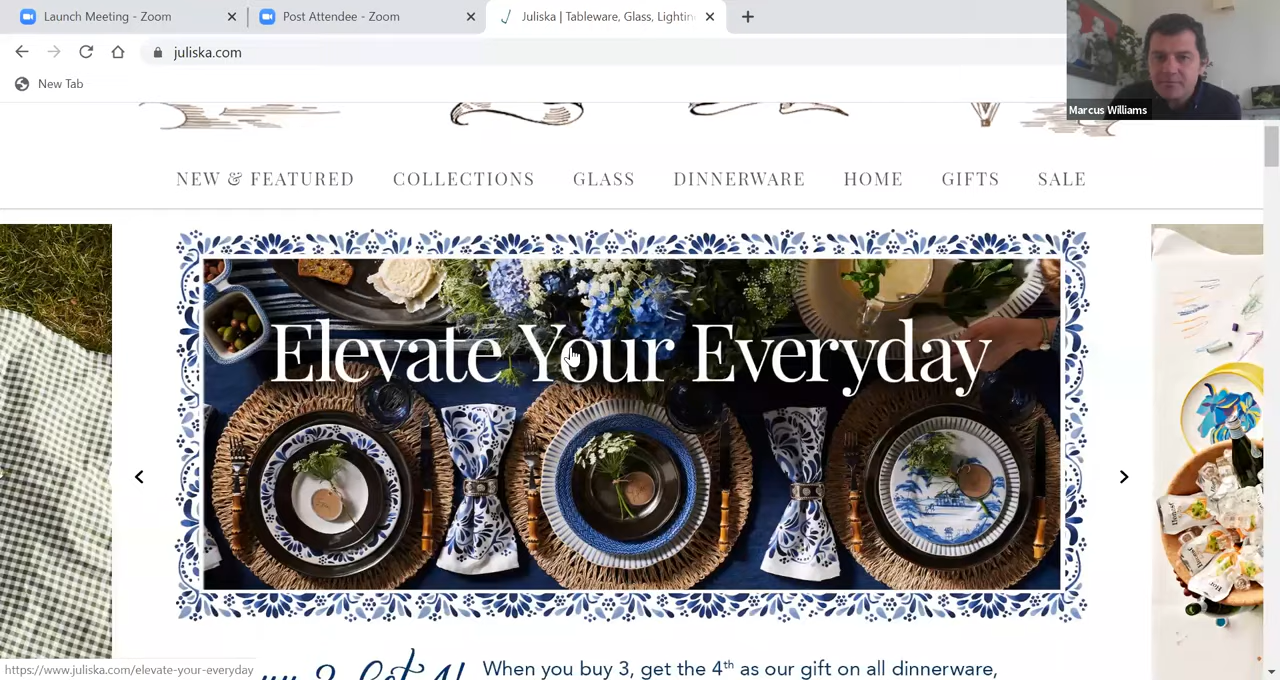 Launch Meeting - Zoom
Post Attendee - Zoom
Juliska | Tableware, Glass, Lightin
juliska.com
New Tab
Marcus Williams
NEW & FEATURED COLLECTIONS GLASS DINNERWARE HOME GIFTS SALE
Elevate Your Everyday
When you buy 3, get the 4th as our gift on all dinnerware,
https://www.juliska.com/elevate-your-everyday